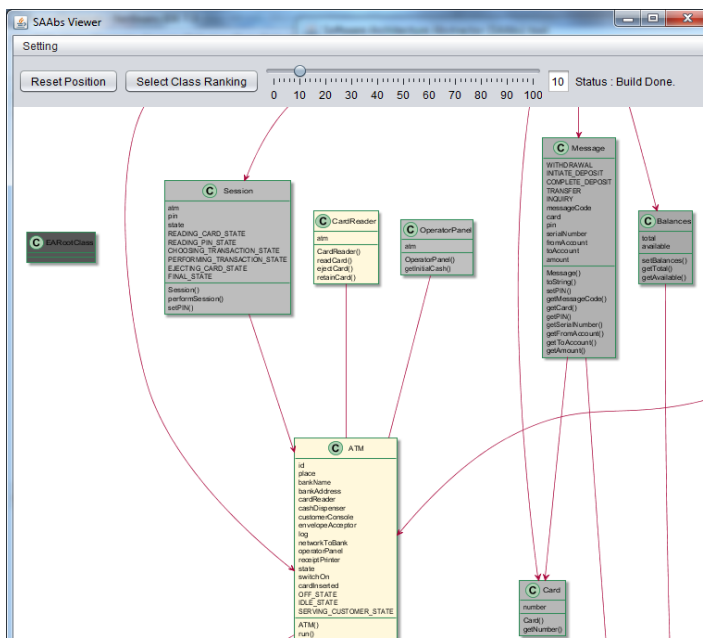 SAAbs Viewer
Setting
Reset Position
Select Class Ranking
0 10 20 30 40 50 60 70 80 90 100
10
Status : Build Done.
C EARootClass
C Session
atm
pin
state
READING_CARD_STATE
READING_PIN_STATE
CHOOSING_TRANSACTION_STATE
PERFORMING_TRANSACTION_STATE
EJECTING_CARD_STATE
FINAL_STATE
Session()
performSession()
setPIN()
C CardReader
atm
CardReader()
readCard()
ejectCard()
retainCard()
C OperatorPanel
atm
OperatorPanel()
getInitialCash()
C Message
WITHDRAWAL
INITIATE_DEPOSIT
COMPLETE_DEPOSIT
TRANSFER
INQUIRY
messageCode
card
pin
serialNumber
fromAccount
toAccount
amount
Message()
toString()
setPIN()
getMessageCode()
getCard()
getPIN()
getSerialNumber()
getFromAccount()
getToAccount()
getAmount()
C Balances
total
available
setBalances()
getTotal()
getAvailable()
C ATM
id
place
bankName
bankAddress
cardReader
cashDispenser
customerConsole
envelopeAcceptor
log
networkToBank
operatorPanel
receiptPrinter
state
switchOn
cardInserted
OFF_STATE
IDLE_STATE
SERVING_CUSTOMER_STATE
ATM()
run()
C Card
number
Card()
getNumber()